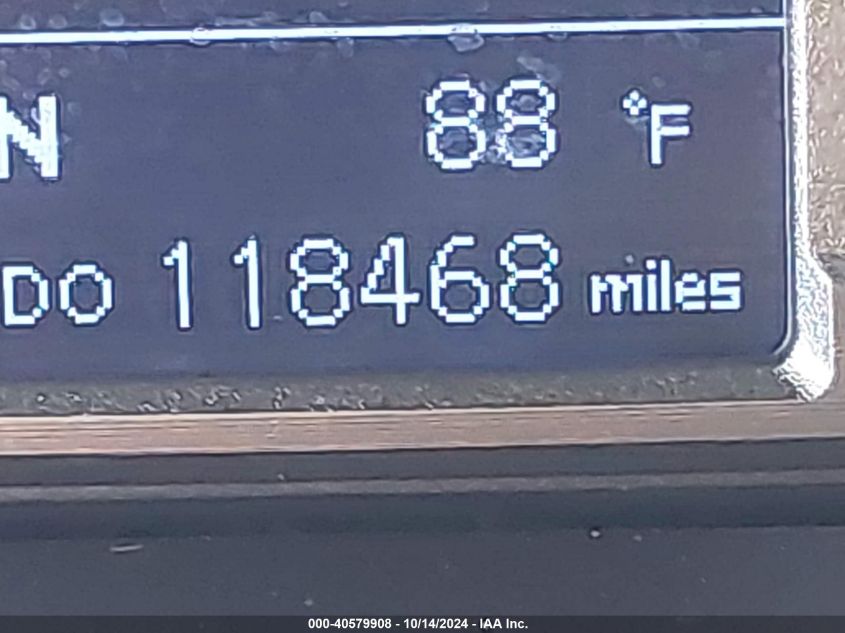 N 88 °F
DO 118468 miles
000-40579908 - 10/14/2024 - IAA Inc.